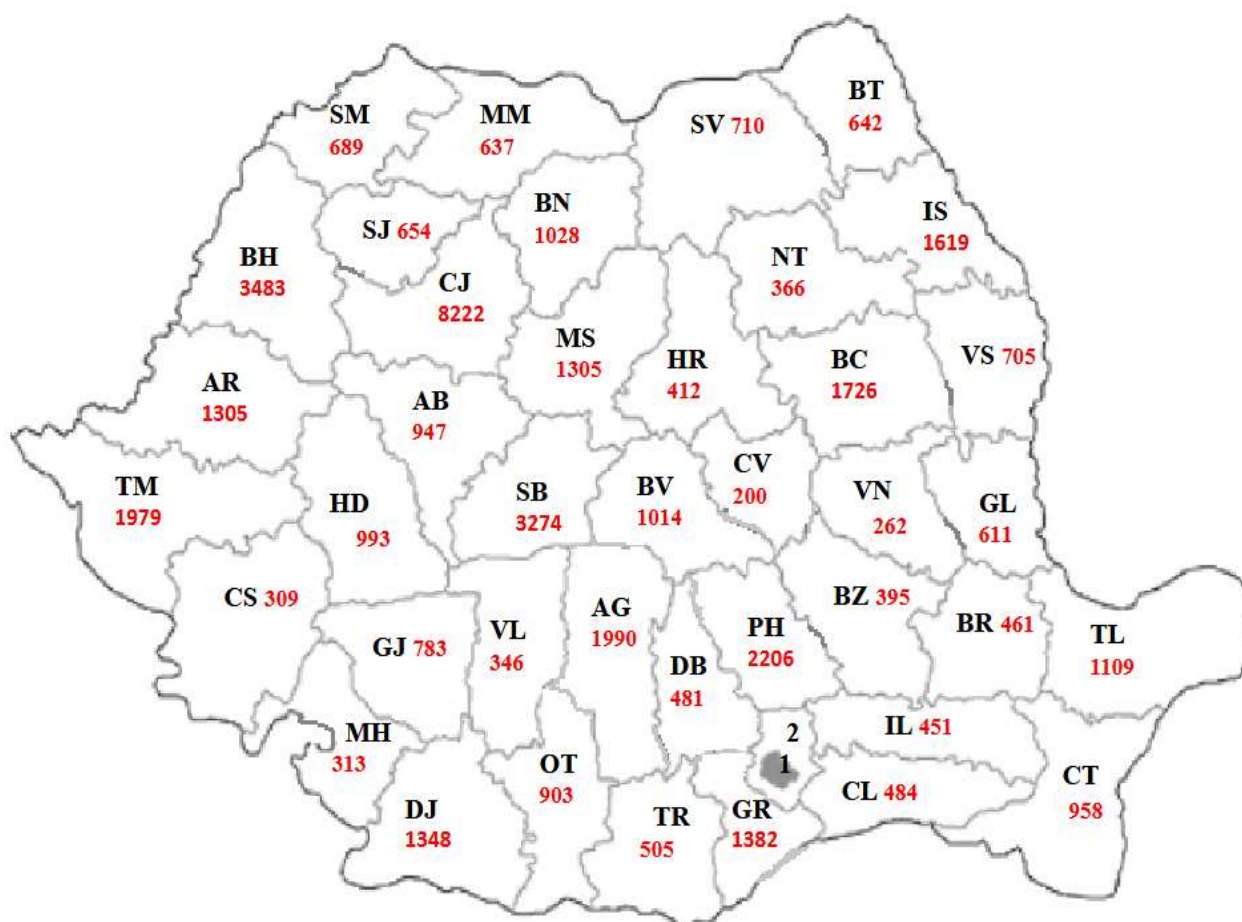 BT
642
SM
689
MM
637
SV 710
BN
1028
IS
1619
SJ 654
BH
3483
NT
366
CJ
8222
MS
1305
HR
412
BC
1726
VS 705
AR
1305
AB
947
TM
1979
HD
993
SB
3274
BV
1014
CV
200
VN
262
GL
611
CS 309
AG
1990
BZ 395
GJ 783
VL
346
PH
2206
BR 461
TL
1109
DB
481
MH
313
2
1
IL 451
OT
903
CL 484
CT
958
DJ
1348
TR
505
GR
1382